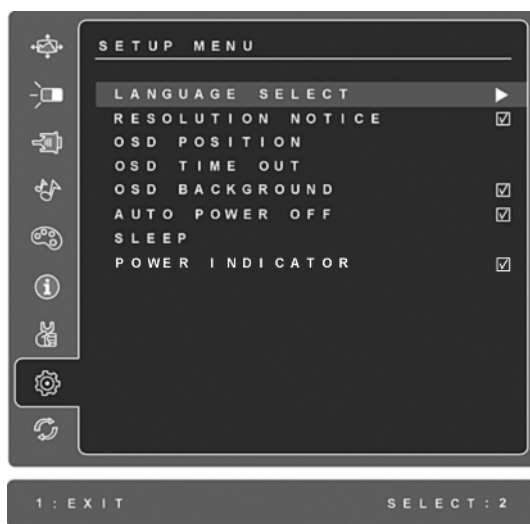 SETUP MENU
LANGUAGE SELECT
RESOLUTION NOTICE
OSD POSITION
OSD TIME OUT
OSD BACKGROUND
AUTO POWER OFF
SLEEP
POWER INDICATOR
1:EXIT SELECT:2